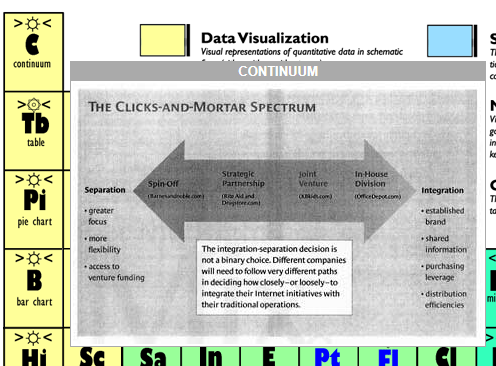 > <
C
continuum
Data Visualization
Visual representations of quantitative data in schematic
CONTINUUM
THE CLICKS-AND-MORTAR SPECTRUM
Separation
• greater
focus
• more
flexibility
• access to
venture funding
Spin-Off
(Barnesandnoble.com)
Strategic
Partnership
(Rite Aid and
Drugstore.com)
Joint
Venture
(KBkids.com)
In-House
Division
(OfficeDepot.com)
Integration
• established
brand
• shared
information
• purchasing
leverage
• distribution
efficiencies
The integration-separation decision is
not a binary choice. Different companies
will need to follow very different paths
in deciding how closely–or loosely–to
integrate their Internet initiatives with
their traditional operations.
> <
Tb
table
> <
Pi
pie chart
> <
B
bar chart
> <
Hi
Sc
Sa
In
E
Pt
Fl
Cl